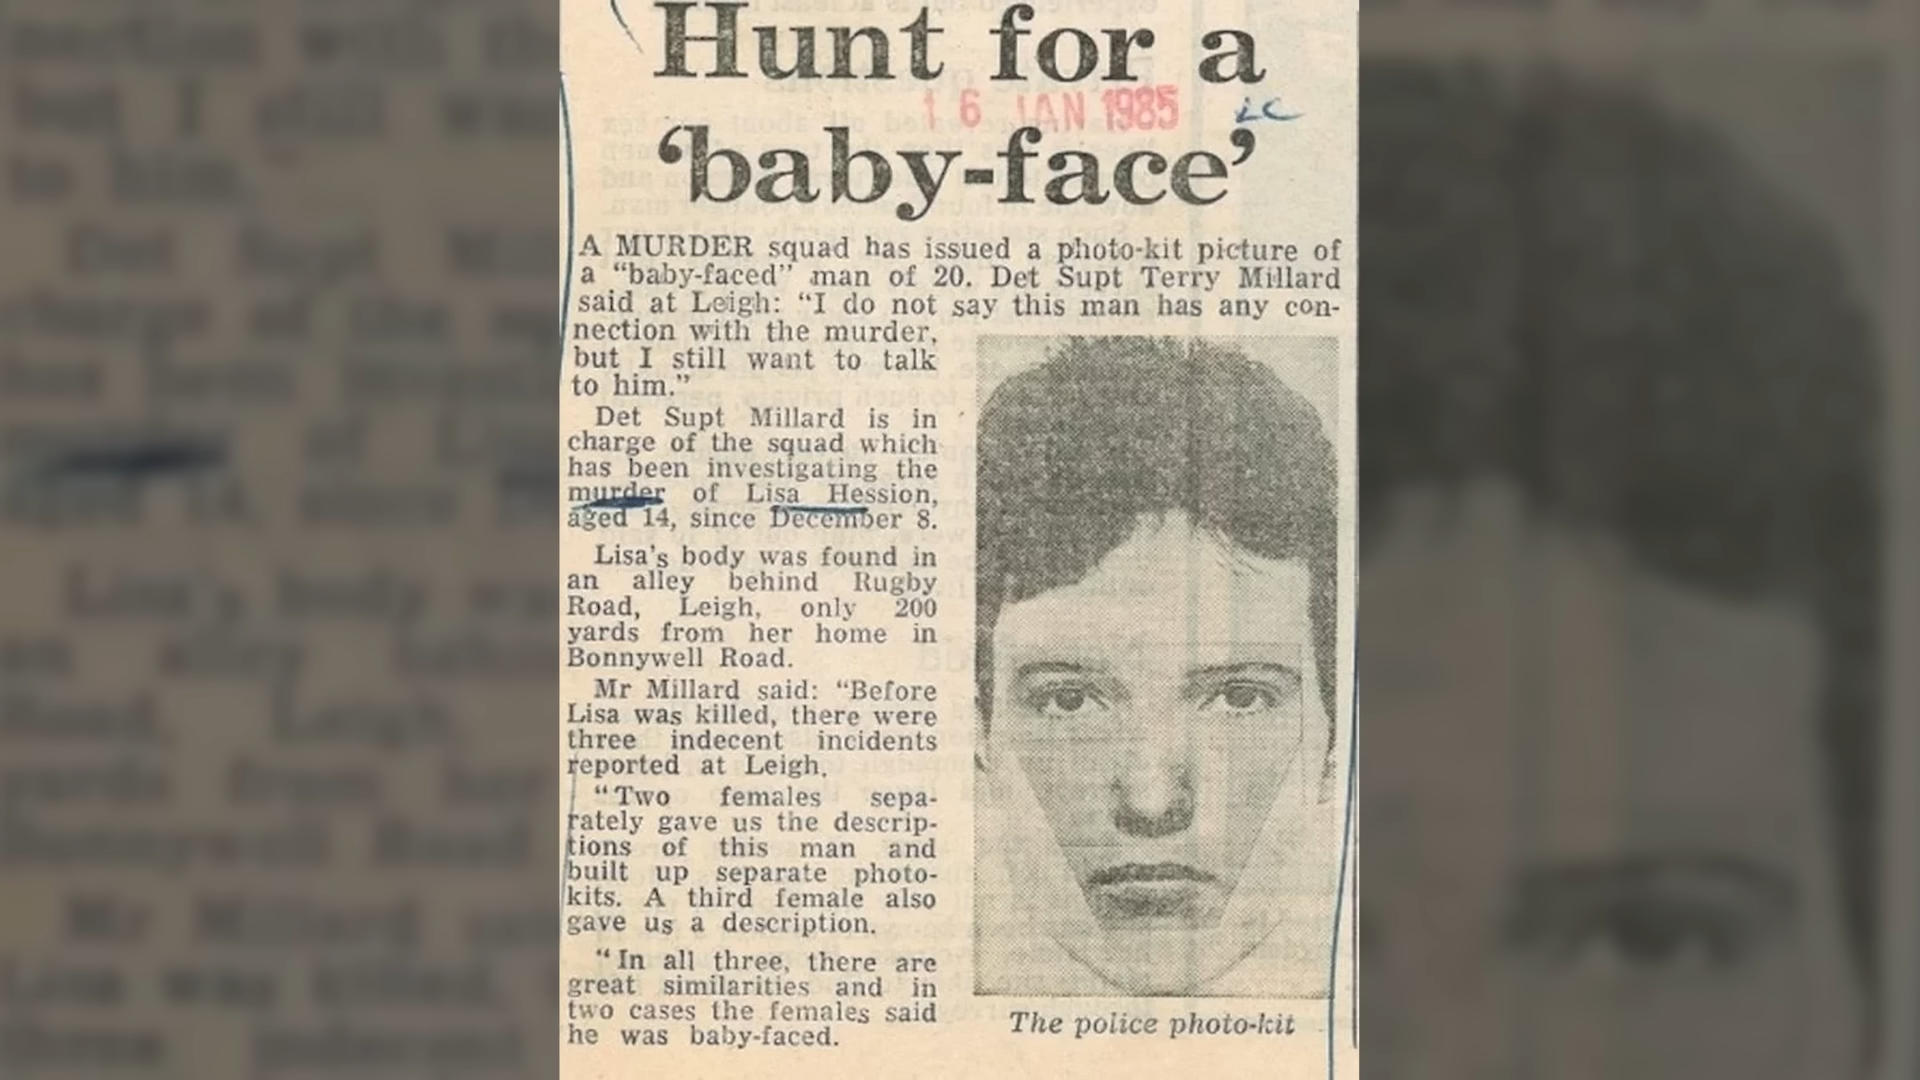 Hunt for a
16 JAN 1985
'baby-face'
A MURDER squad has issued a photo-kit picture of
a "baby-faced" man of 20. Det Supt Terry Millard
said at Leigh: "I do not say this man has any con-
nection with the murder,
but I still want to talk
to him."
Det Supt Millard is in
charge of the squad which
has been investigating the
murder of Lisa Hession,
aged 14, since December 8.
Lisa's body was found in
an alley behind Rugby
Road, Leigh, only 200
yards from her home in
Bonnywell Road.
Mr Millard said: "Before
Lisa was killed, there were
three indecent incidents
reported at Leigh.
"Two females sepa-
rately gave us the descrip-
tions of this man and
built up separate photo-
kits. A third female also
gave us a description.
"In all three, there are
great similarities and in
two cases the females said
he was baby-faced.
The police photo-kit